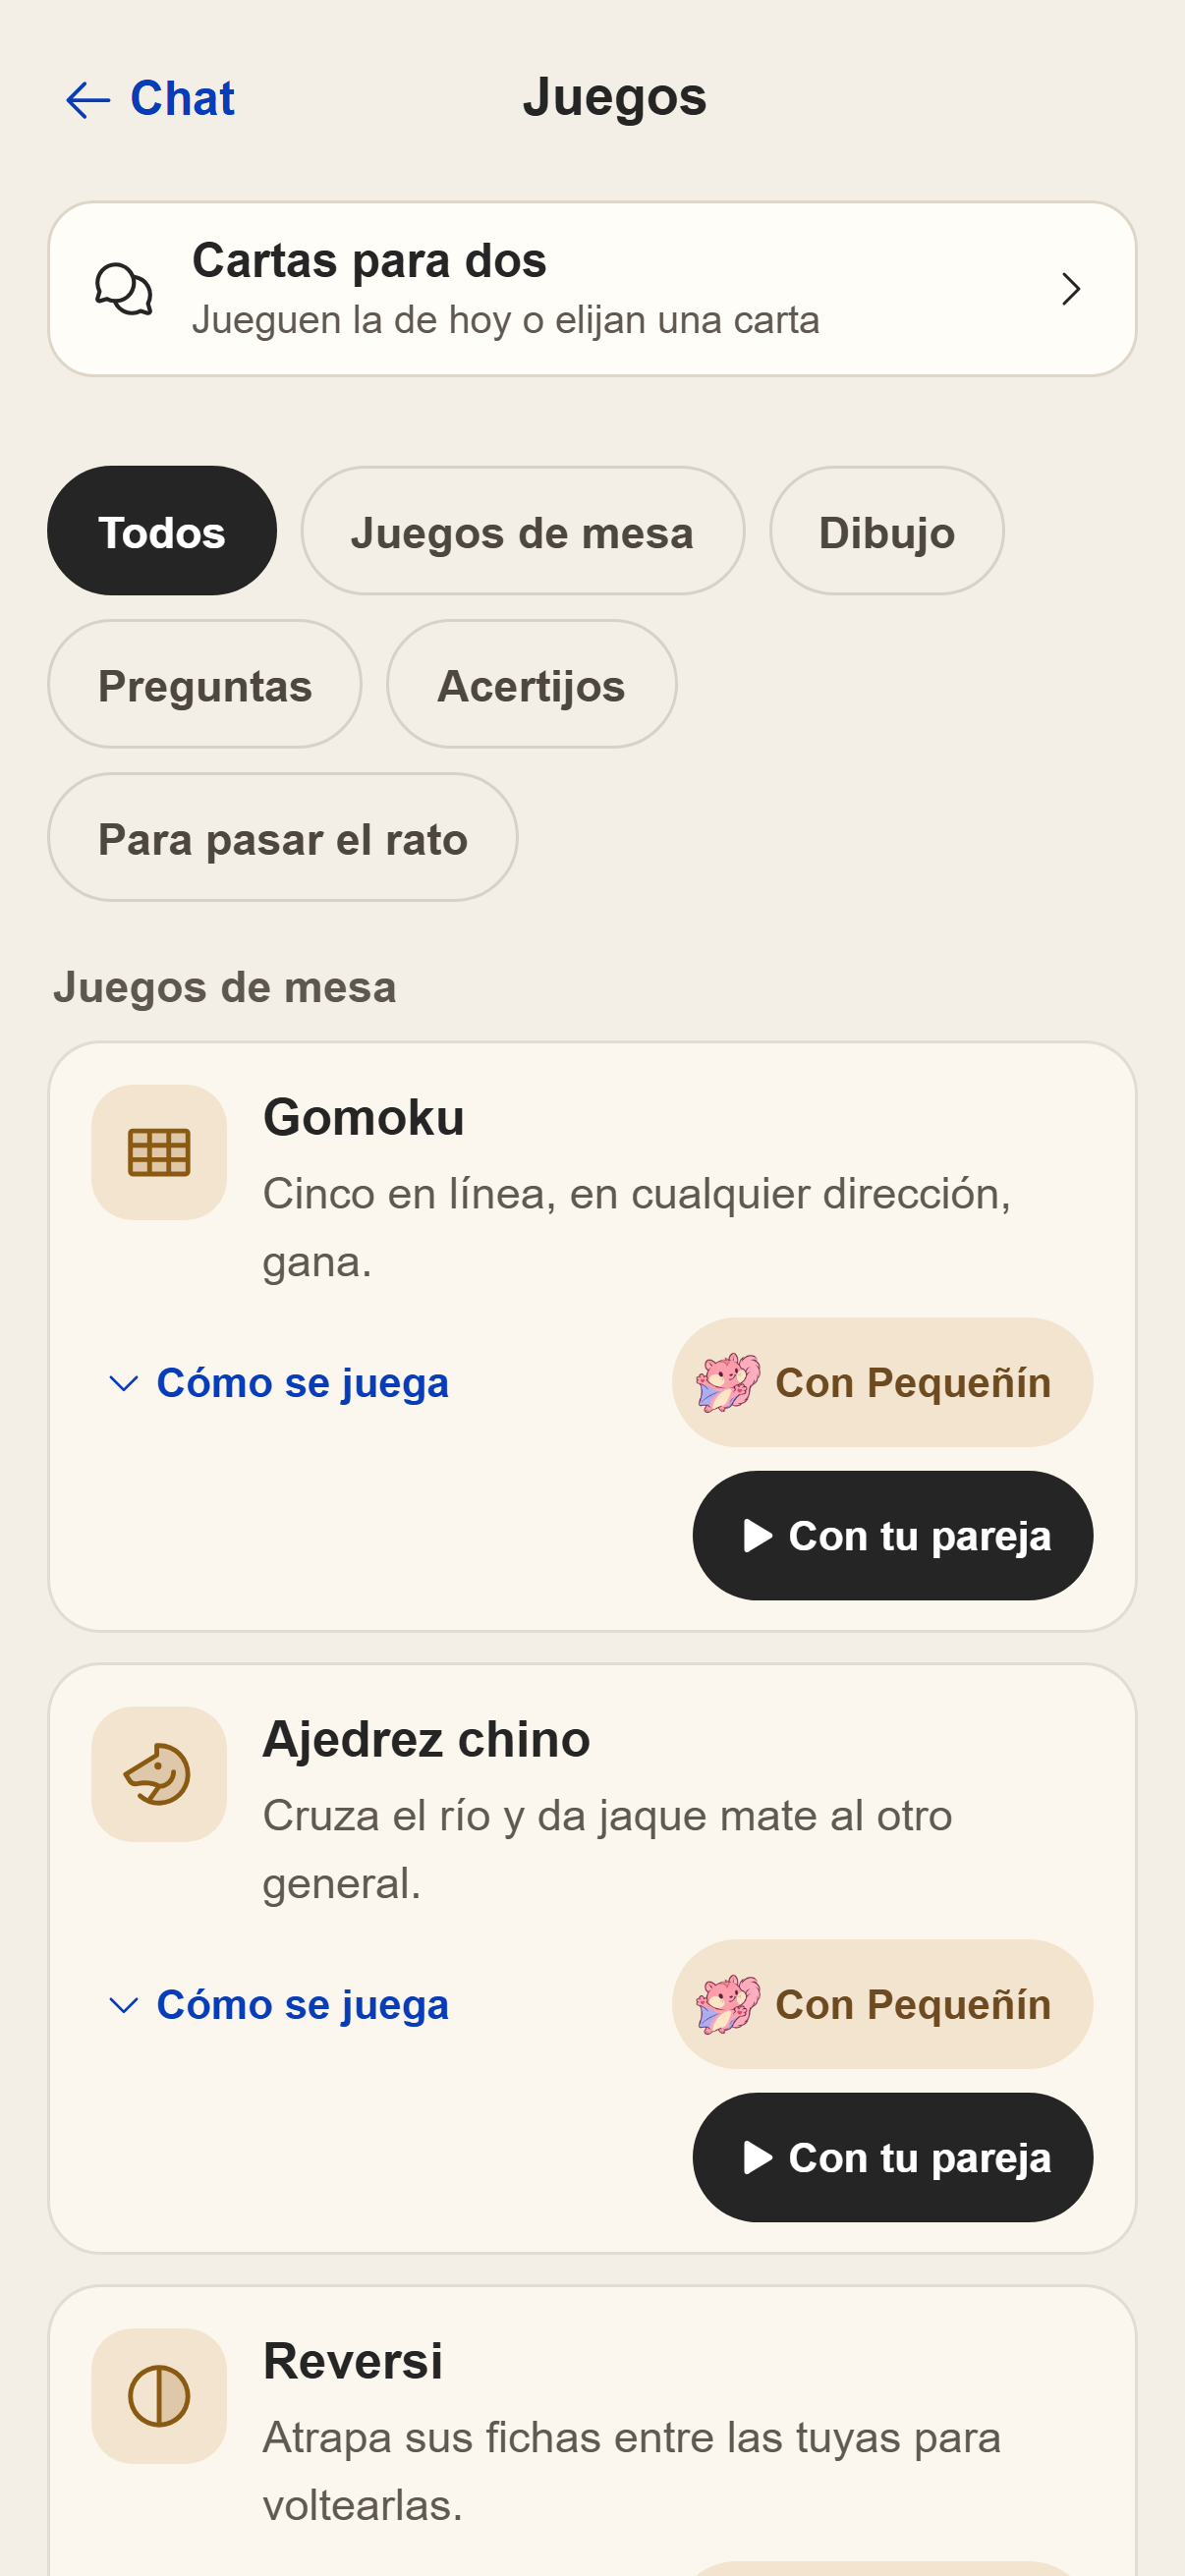 Chat
Juegos
Cartas para dos
Jueguen la de hoy o elijan una carta
Todos
Juegos de mesa
Dibujo
Preguntas
Acertijos
Para pasar el rato
Juegos de mesa
Gomoku
Cinco en línea, en cualquier dirección,
gana.
Cómo se juega
Con Pequeñín
Con tu pareja
Ajedrez chino
Cruza el río y da jaque mate al otro
general.
Cómo se juega
Con Pequeñín
Con tu pareja
Reversi
Atrapa sus fichas entre las tuyas para
voltearlas.